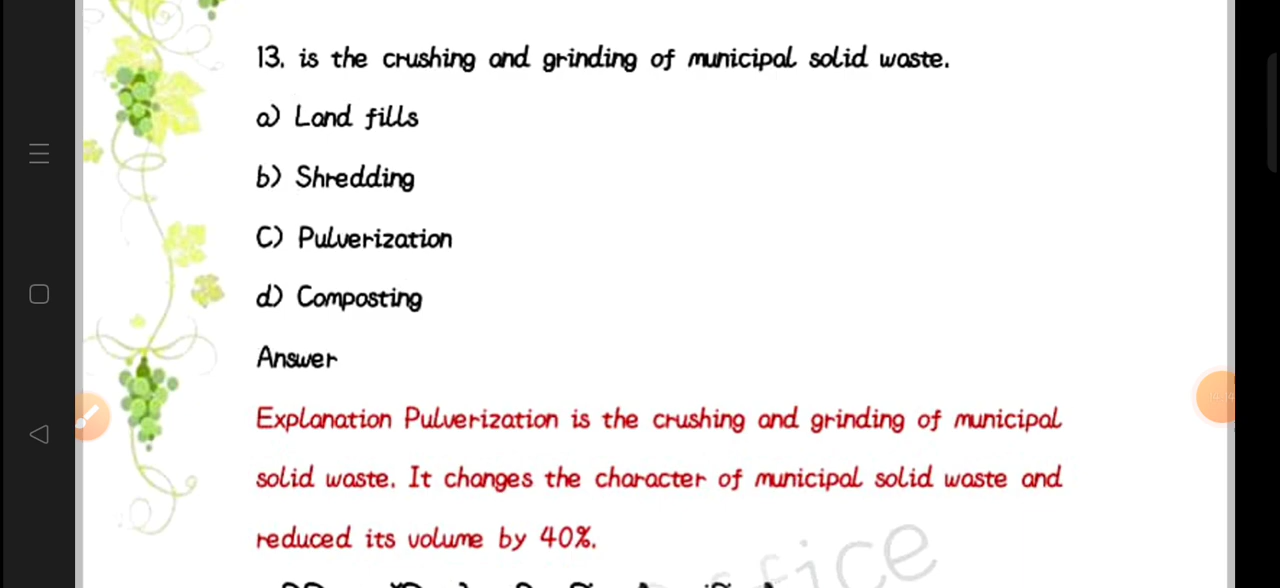 13. is the crushing and grinding of municipal solid waste.
a) Land fills
b) Shredding
C) Pulverization
d) Composting
Answer
Explanation Pulverization is the crushing and grinding of municipal
solid waste. It changes the character of municipal solid waste and
reduced its volume by 40%.
ffice